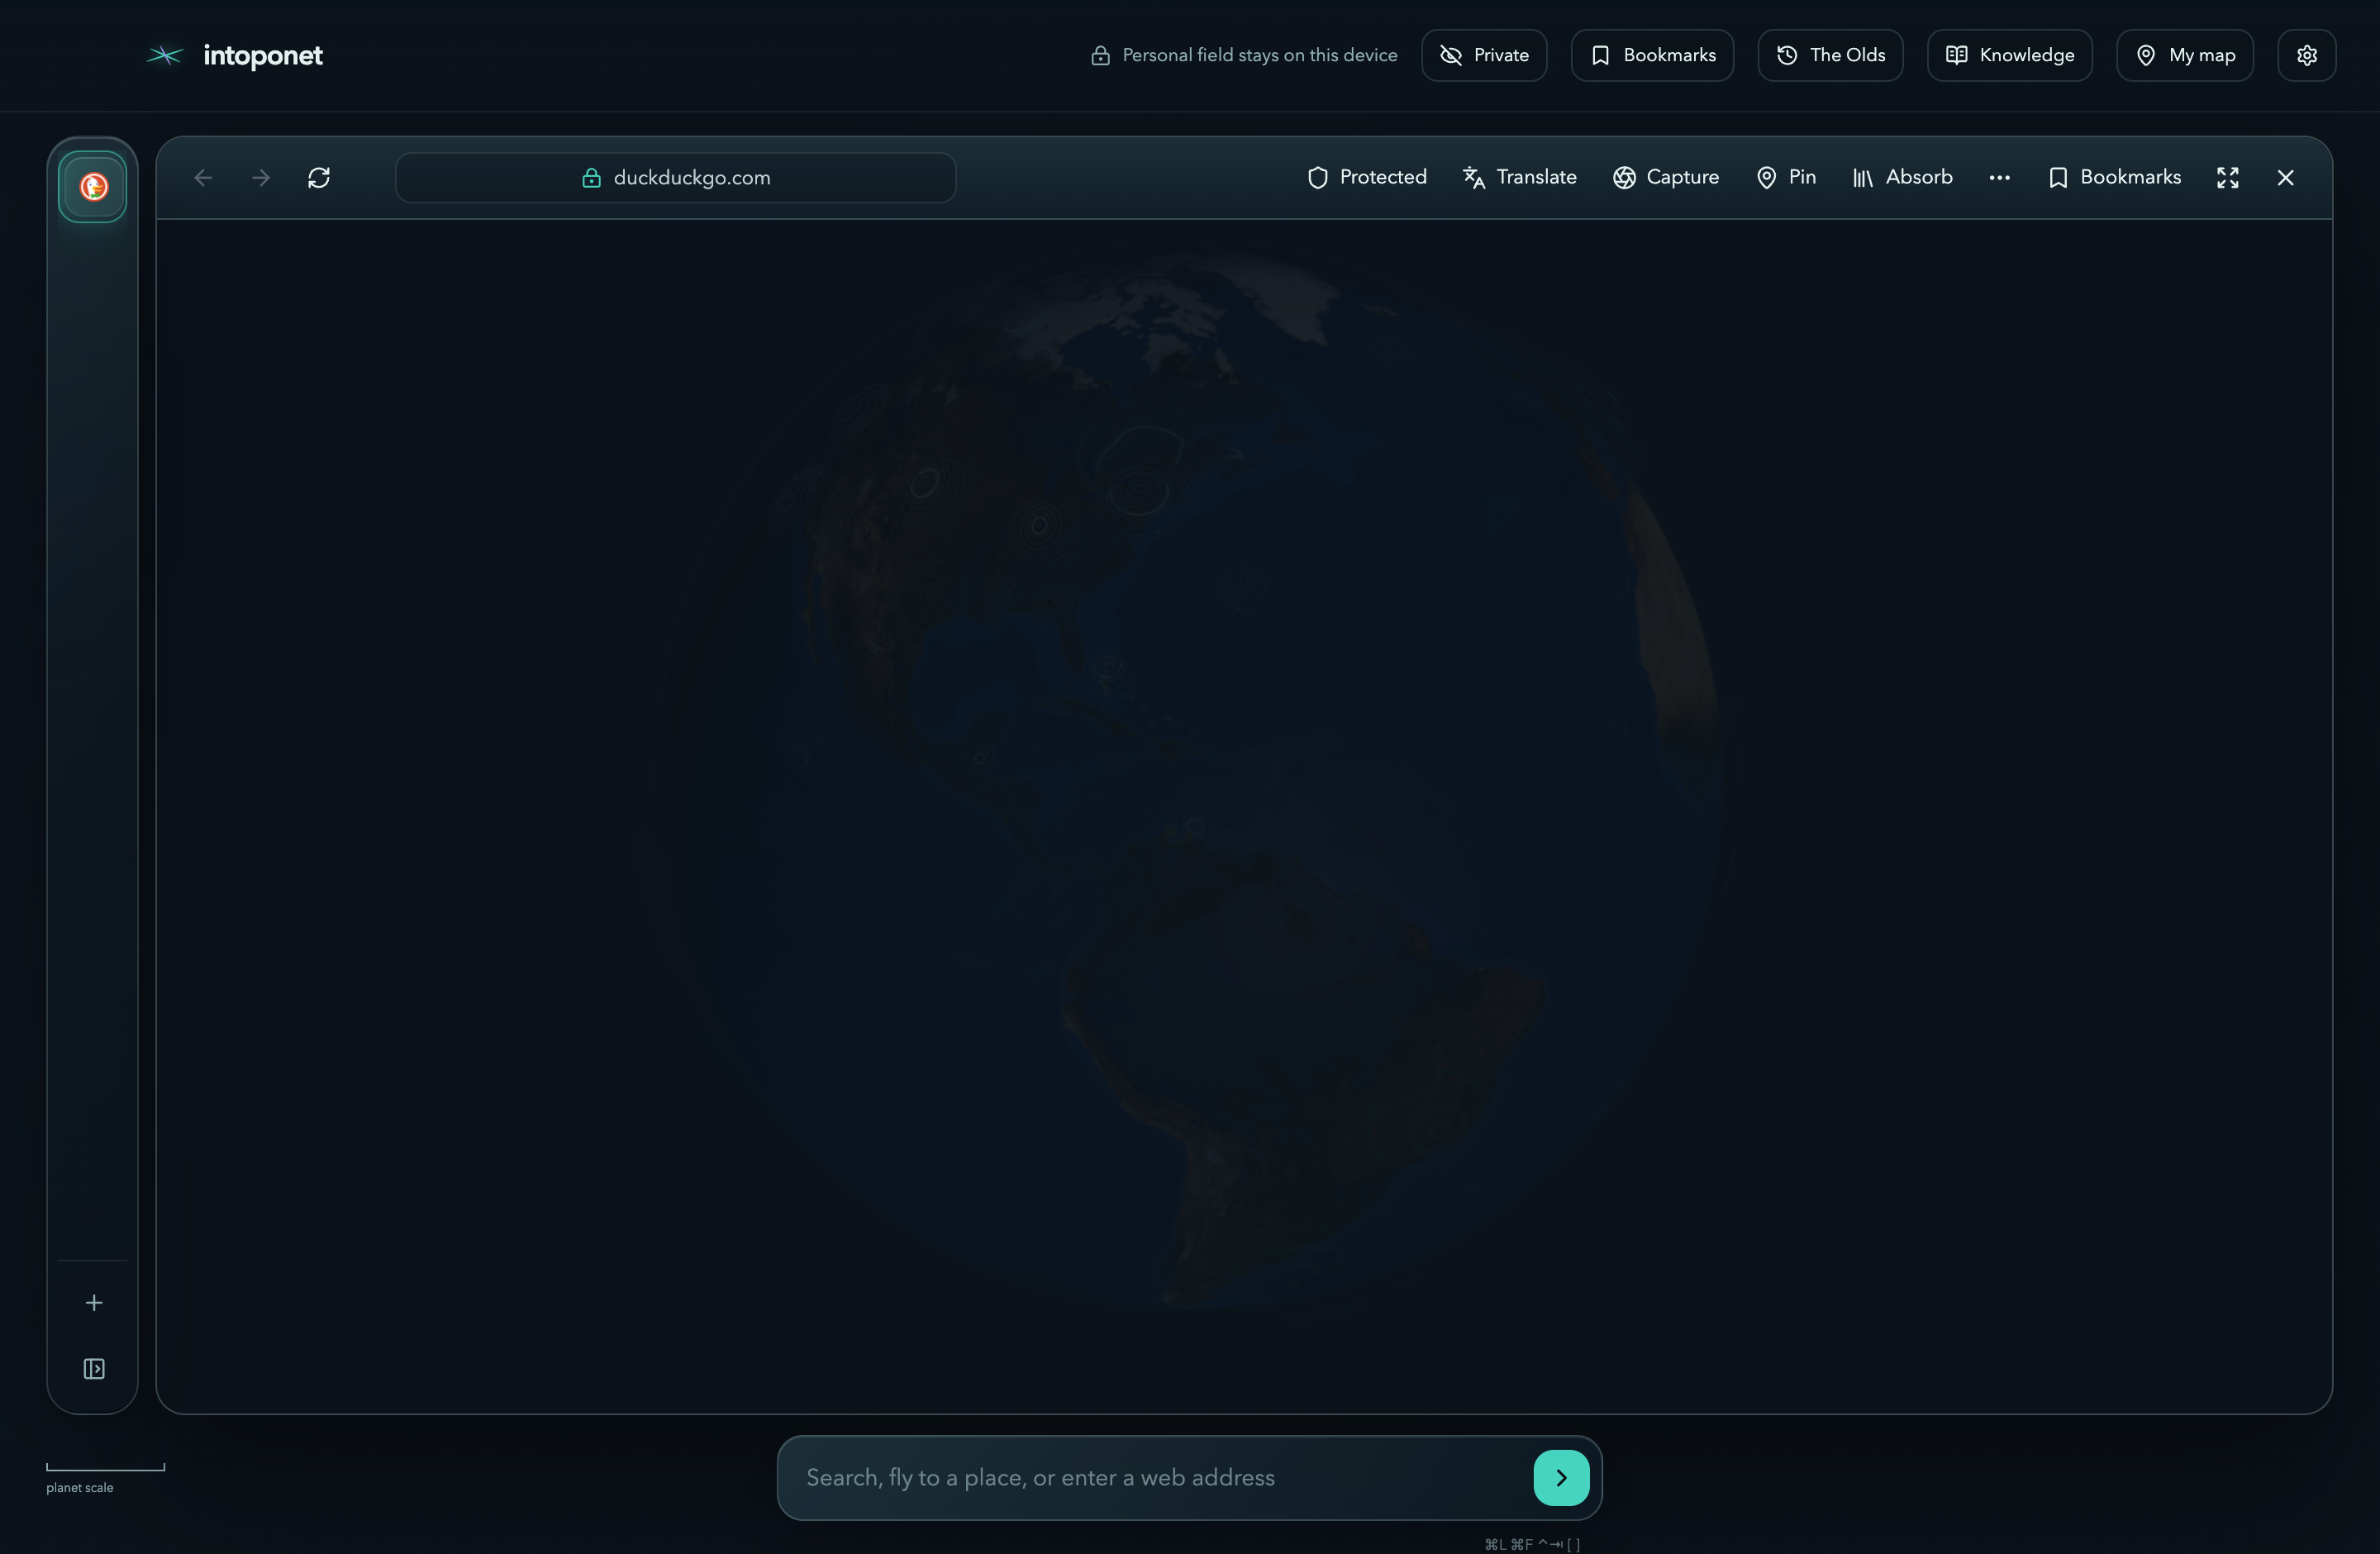 intoponet
Personal field stays on this device
Private
Bookmarks
The Olds
Knowledge
My map
duckduckgo.com
Protected
Translate
Capture
Pin
Absorb
Bookmarks
Search, fly to a place, or enter a web address
planet scale
⌘L ⌘F ^⇥ [ ]